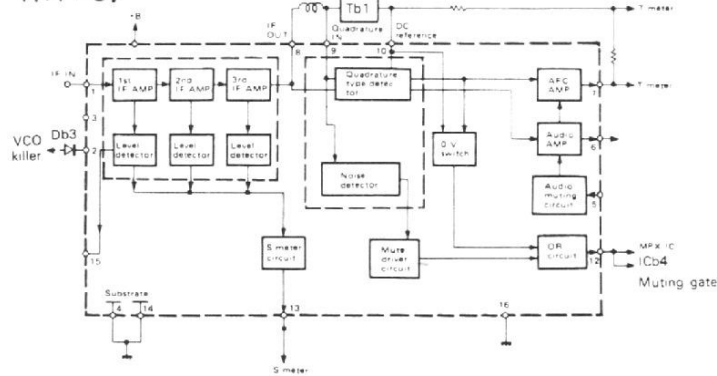 Tb1
T meter
+B
IF OUT
Quadrature IN
DC reference
8
9
10
IF IN
1
1st IF AMP
2nd IF AMP
3rd IF AMP
Quadrature type detector
AFC AMP
7
T meter
3
VCO killer
Db3
2
Level detector
Level detector
Level detector
0 V switch
Audio AMP
6
Noise detector
Audio muting circuit
5
S meter circuit
Mute driver circuit
OR circuit
12
MPX IC
ICb4
Muting gate
15
Substrate
4
14
13
16
S meter